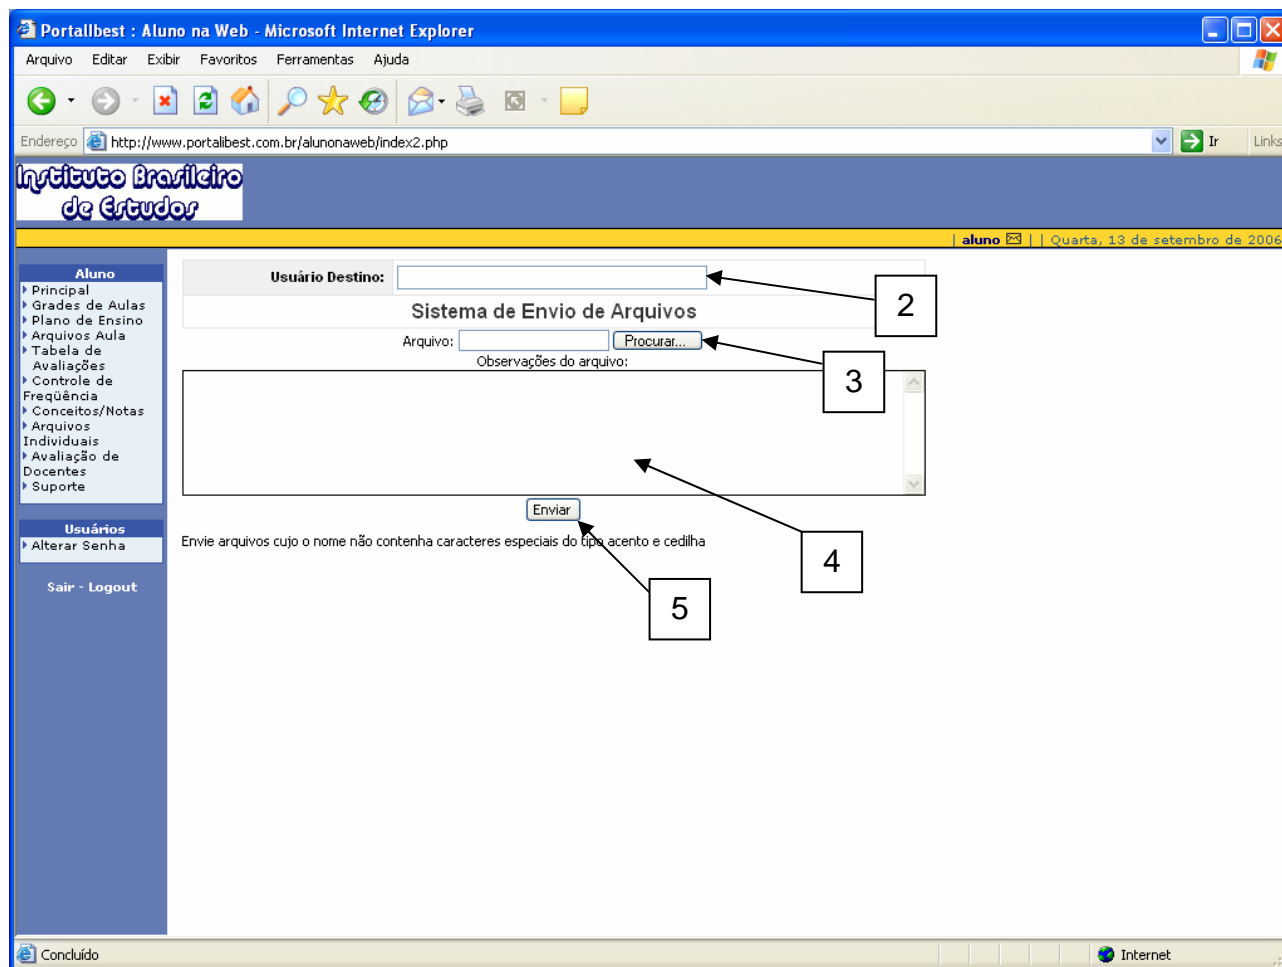 PortalIbest : Aluno na Web - Microsoft Internet Explorer
Arquivo Editar Exibir Favoritos Ferramentas Ajuda
Endereço http://www.portalibest.com.br/alunonaweb/index2.php Ir Links
Instituto Brasileiro
de Estudos
| aluno | | Quarta, 13 de setembro de 2006
Aluno
Principal
Grades de Aulas
Plano de Ensino
Arquivos Aula
Tabela de
Avaliações
Controle de
Freqüência
Conceitos/Notas
Arquivos
Individuais
Avaliação de
Docentes
Suporte
Usuários
Alterar Senha
Sair - Logout
Usuário Destino:
2
Sistema de Envio de Arquivos
Arquivo: Procurar...
3
Observações do arquivo:
4
Enviar
5
Envie arquivos cujo o nome não contenha caracteres especiais do tipo acento e cedilha
Concluído Internet